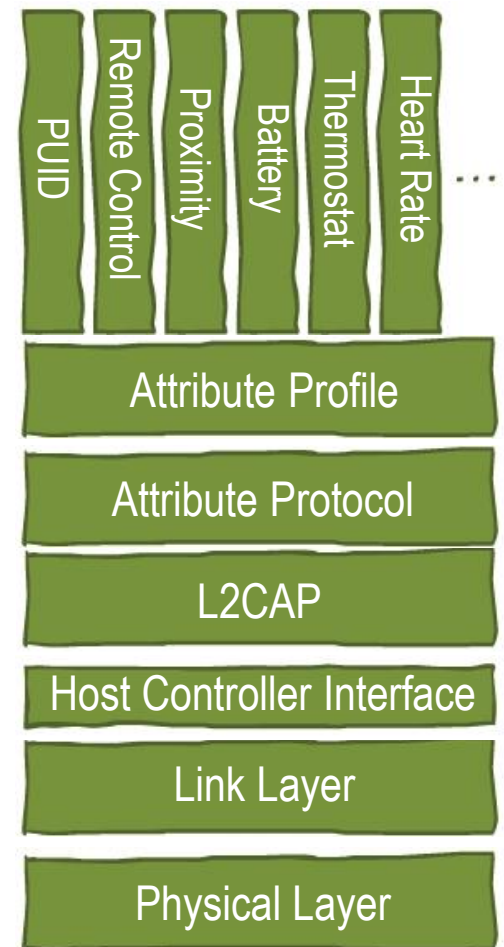 PUID
Remote Control
Proximity
Battery
Thermostat
Heart Rate
...
Attribute Profile
Attribute Protocol
L2CAP
Host Controller Interface
Link Layer
Physical Layer